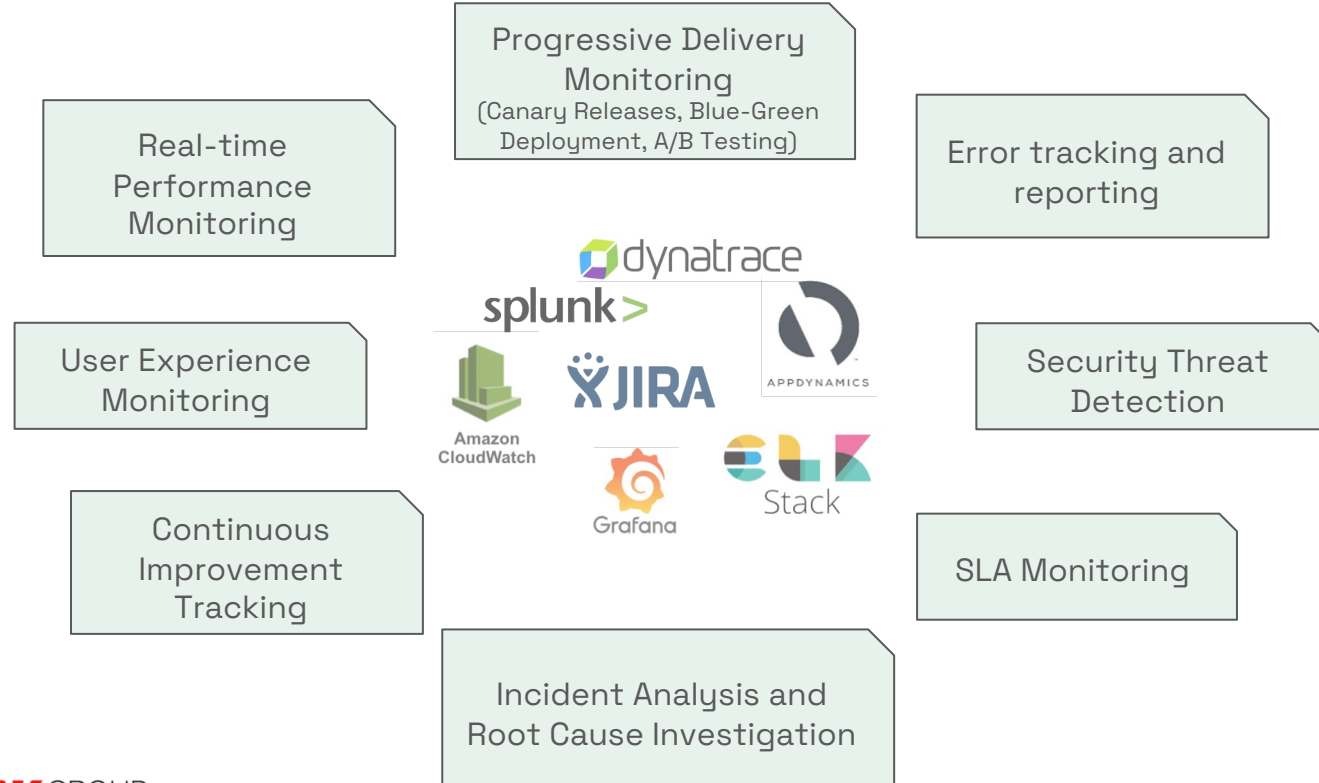 Progressive Delivery
Monitoring
(Canary Releases, Blue-Green
Deployment, A/B Testing)
Real-time
Performance
Monitoring
Error tracking and
reporting
dynatrace
splunk>
APPDYNAMICS
User Experience
Monitoring
JIRA
Security Threat
Detection
Amazon
CloudWatch
Grafana
elk
Stack
Continuous
Improvement
Tracking
SLA Monitoring
Incident Analysis and
Root Cause Investigation
GROUP